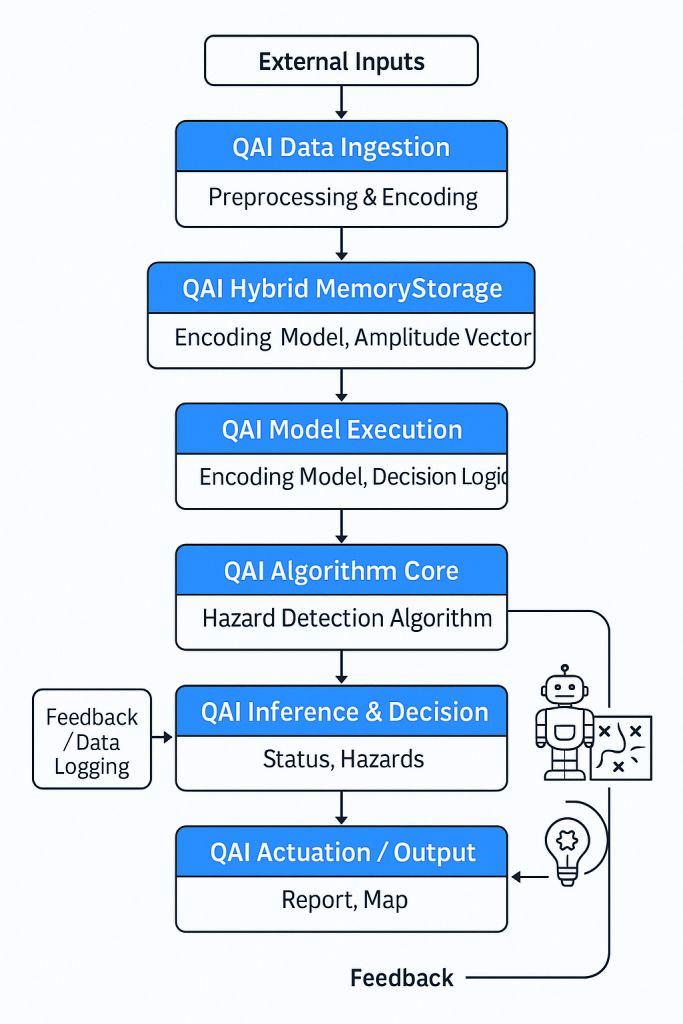 External Inputs
QAI Data Ingestion
Preprocessing & Encoding
QAI Hybrid MemoryStorage
Encoding Model, Amplitude Vector
QAI Model Execution
Encoding Model, Decision Logic
QAI Algorithm Core
Hazard Detection Algorithm
Feedback
/ Data
Logging
QAI Inference & Decision
Status, Hazards
QAI Actuation / Output
Report, Map
Feedback